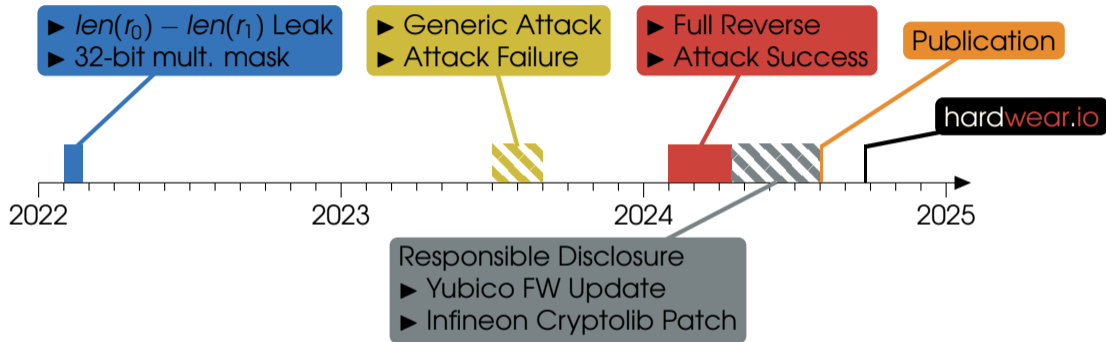 ► len(r₀) − len(r₁) Leak
► 32-bit mult. mask
► Generic Attack
► Attack Failure
► Full Reverse
► Attack Success
Publication
hardwear.io
2022
2023
2024
2025
Responsible Disclosure
► Yubico FW Update
► Infineon Cryptolib Patch